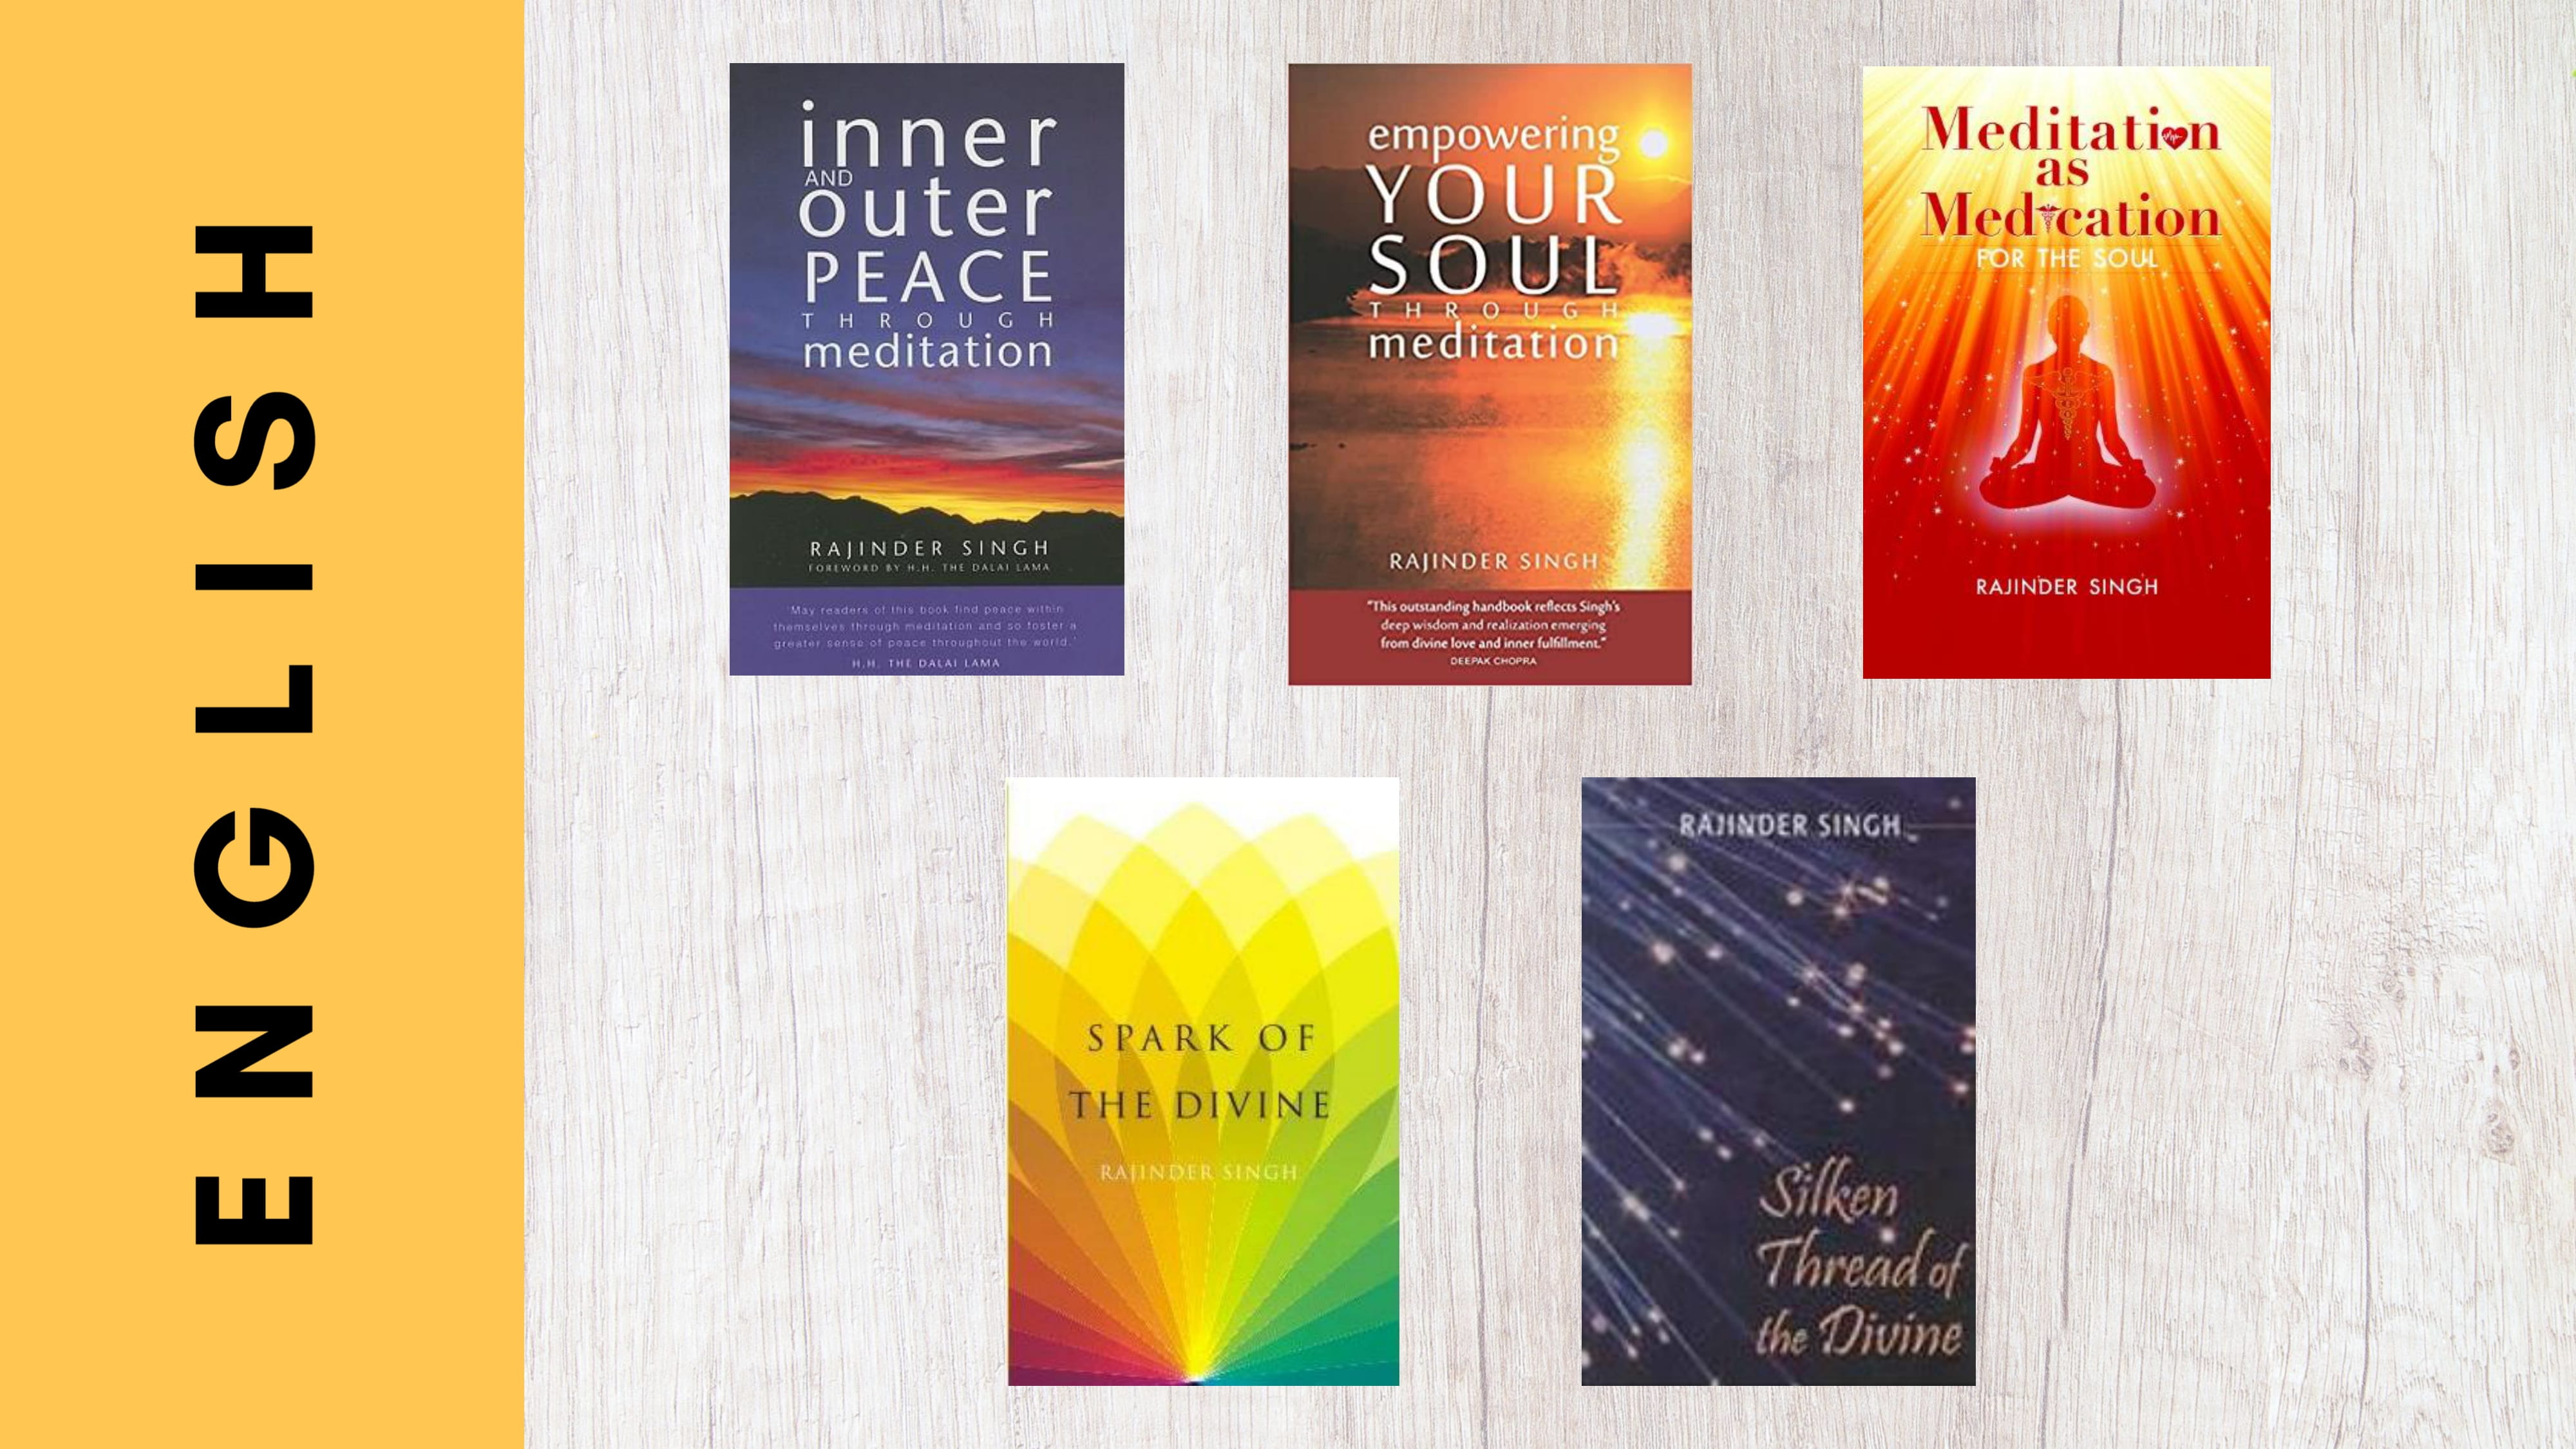 ENGLISH
inner
AND
outer
PEACE
THROUGH
meditation
RAJINDER SINGH
FOREWORD BY H.H. THE DALAI LAMA
'May readers of this book find peace within
themselves through meditation and so foster a
greater sense of peace throughout the world.'
H.H. THE DALAI LAMA
empowering
YOUR
SOUL
THROUGH
meditation
RAJINDER SINGH
"This outstanding handbook reflects Singh's
deep wisdom and realization emerging
from divine love and inner fulfillment."
DEEPAK CHOPRA
Meditation
as
Medication
FOR THE SOUL
RAJINDER SINGH
SPARK OF
THE DIVINE
RAJINDER SINGH
RAJINDER SINGH
Silken
Thread of
the Divine